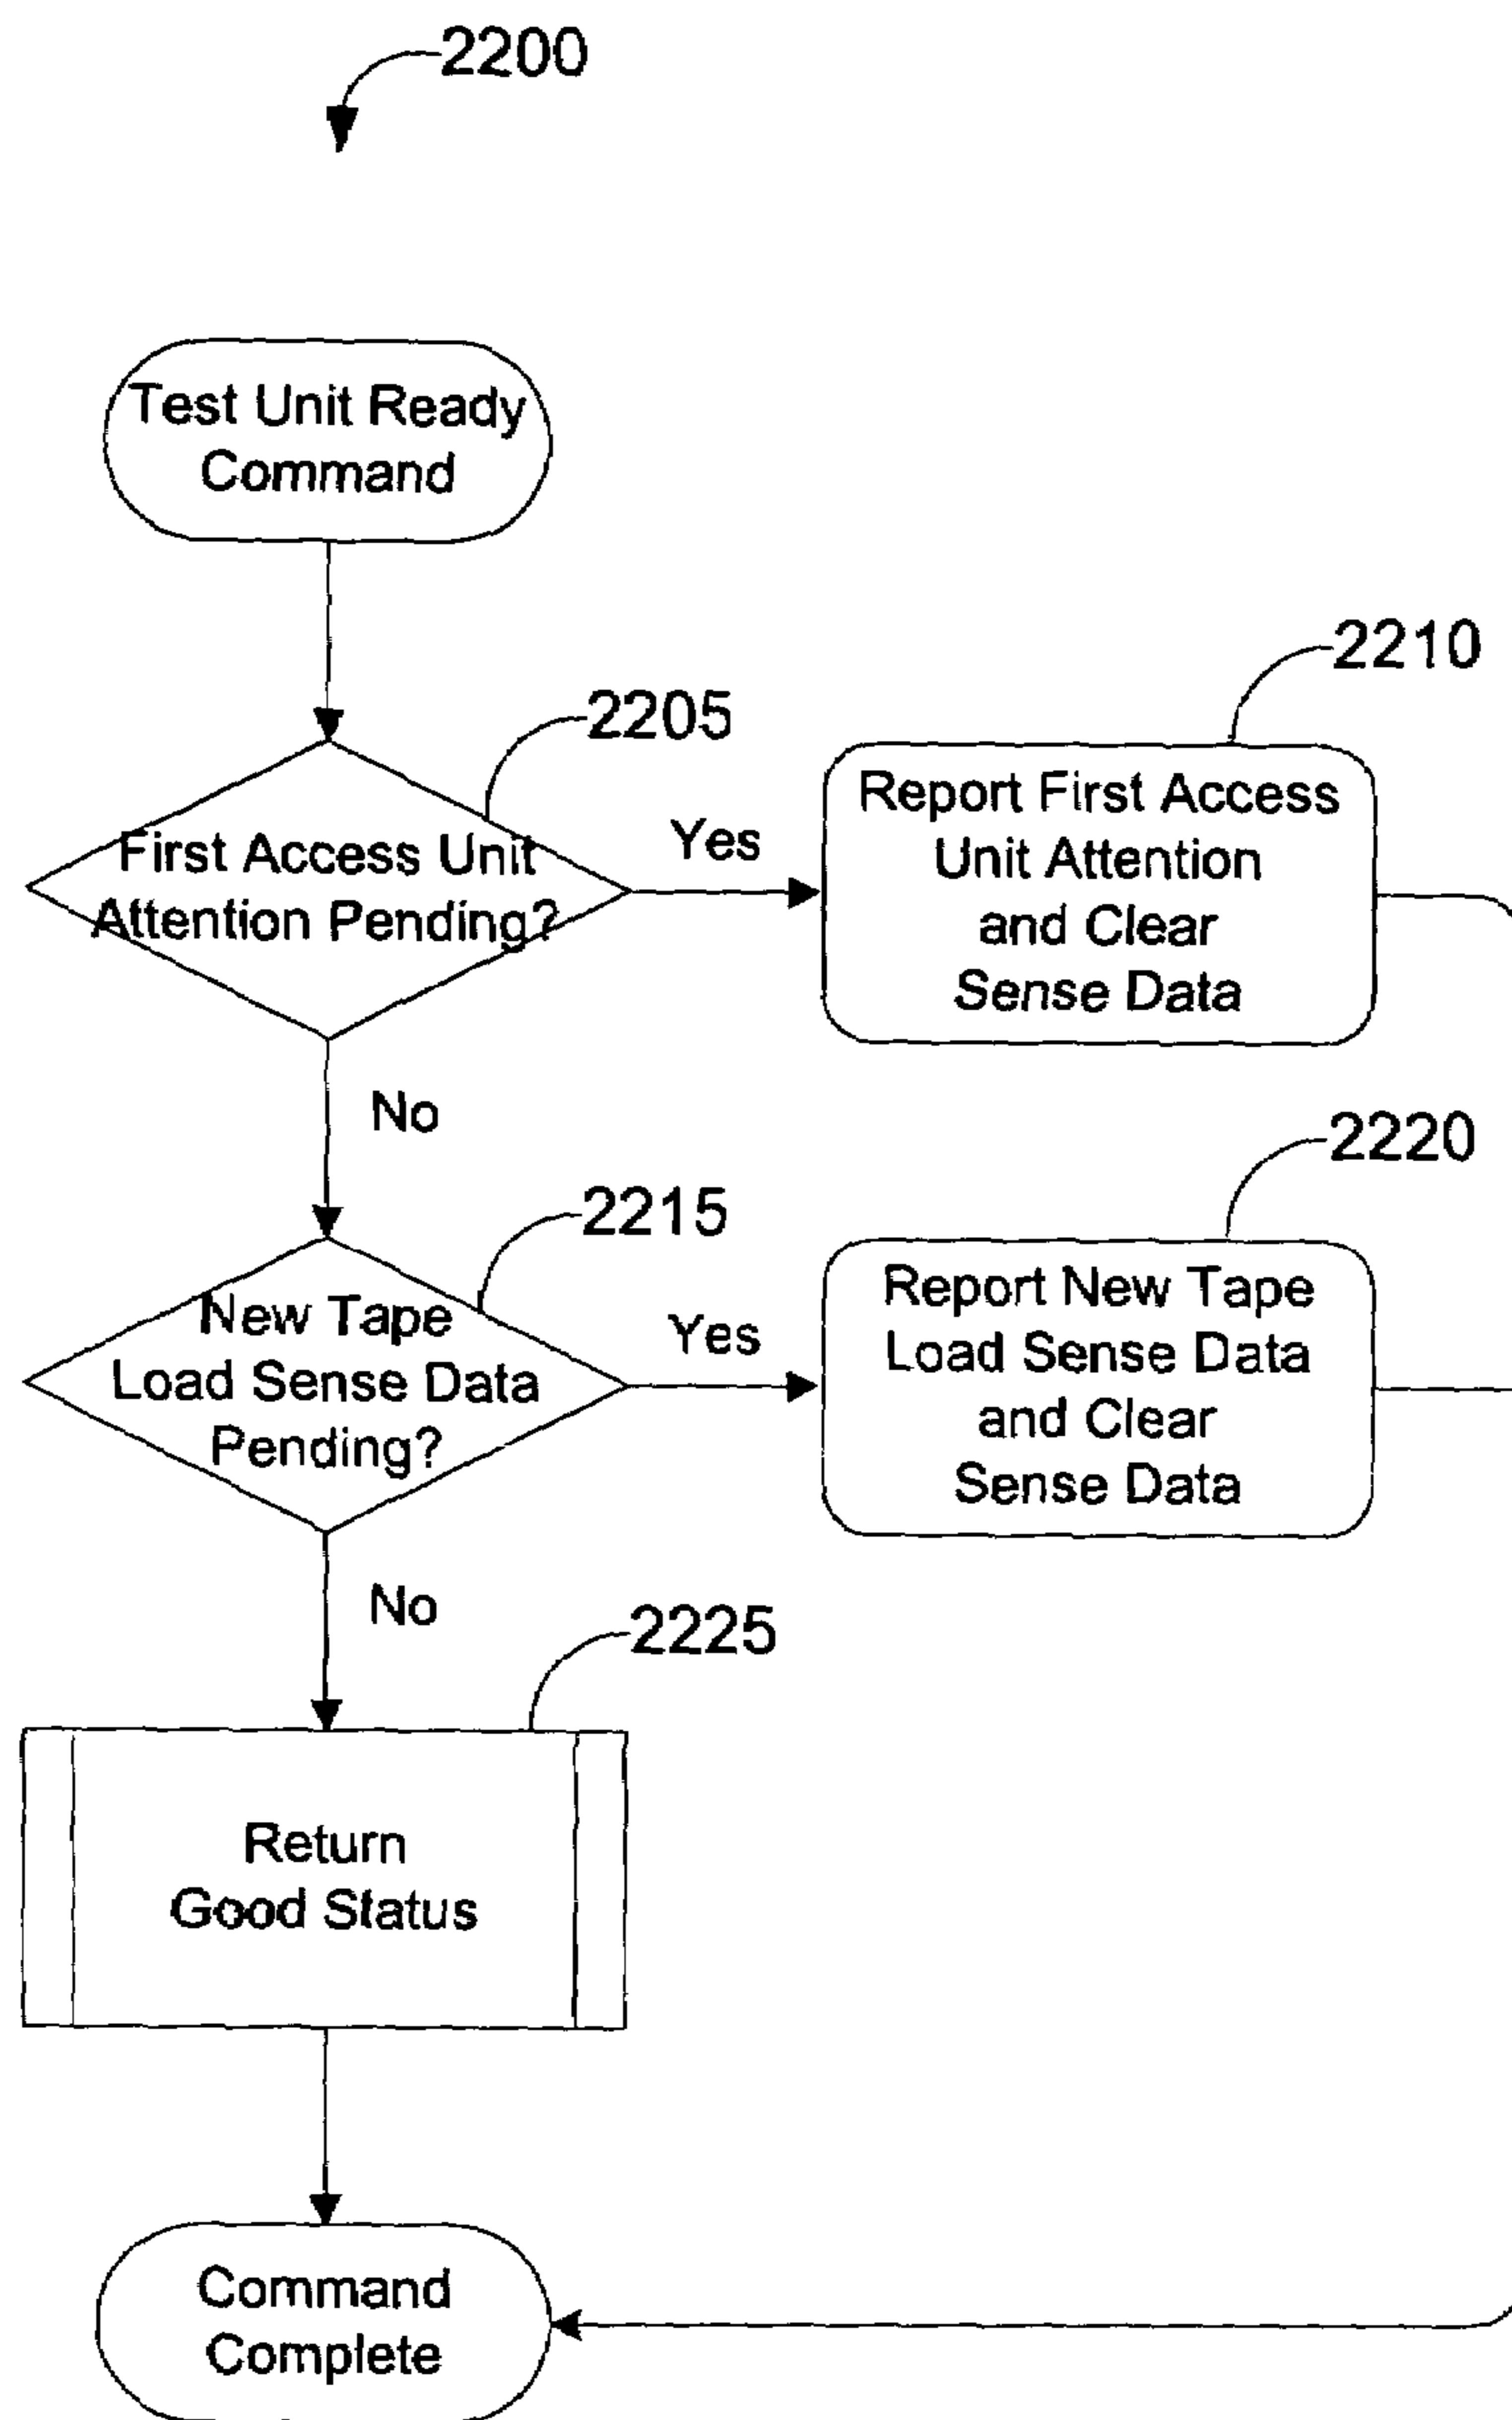 2200
Test Unit Ready
Command
2205
First Access Unit
Attention Pending?
Yes
2210
Report First Access
Unit Attention
and Clear
Sense Data
No
2215
New Tape
Load Sense Data
Pending?
Yes
2220
Report New Tape
Load Sense Data
and Clear
Sense Data
No
2225
Return
Good Status
Command
Complete